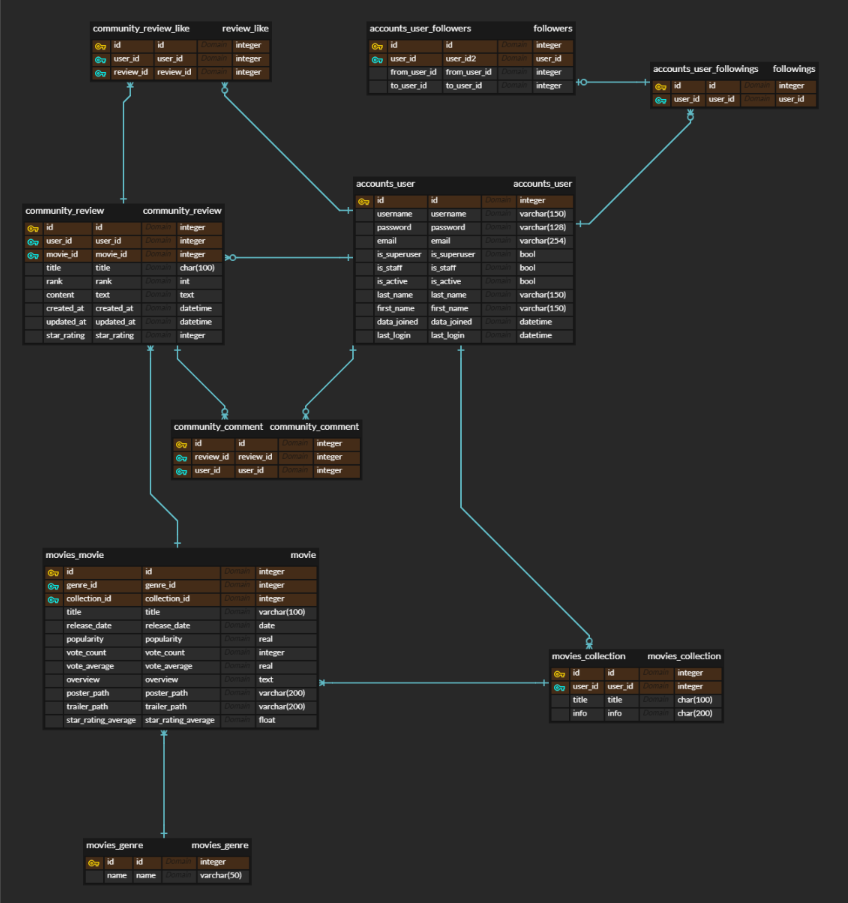 community_review_like review_like
id id Domain integer
user_id user_id Domain integer
review_id review_id Domain integer
accounts_user_followers followers
id id Domain integer
user_id user_id2 Domain user_id
from_user_id from_user_id Domain integer
to_user_id to_user_id Domain integer
accounts_user_followings followings
id id Domain integer
user_id user_id Domain user_id
accounts_user accounts_user
id id Domain integer
username username Domain varchar(150)
password password Domain varchar(128)
email email Domain varchar(254)
is_superuser is_superuser Domain bool
is_staff is_staff Domain bool
is_active is_active Domain bool
last_name last_name Domain varchar(150)
first_name first_name Domain varchar(150)
data_joined data_joined Domain datetime
last_login last_login Domain datetime
community_review community_review
id id Domain integer
user_id user_id Domain integer
movie_id movie_id Domain integer
title title Domain char(100)
rank rank Domain int
content text Domain text
created_at created_at Domain datetime
updated_at updated_at Domain datetime
star_rating star_rating Domain integer
community_comment community_comment
id id Domain integer
review_id review_id Domain integer
user_id user_id Domain integer
movies_movie movie
id id Domain integer
genre_id genre_id Domain integer
collection_id collection_id Domain integer
title title Domain varchar(100)
release_date release_date Domain date
popularity popularity Domain real
vote_count vote_count Domain integer
vote_average vote_average Domain real
overview overview Domain text
poster_path poster_path Domain varchar(200)
trailer_path trailer_path Domain varchar(200)
star_rating_average star_rating_average Domain float
movies_collection movies_collection
id id Domain integer
user_id user_id Domain integer
title title Domain char(100)
info info Domain char(200)
movies_genre movies_genre
id id Domain integer
name name Domain varchar(50)